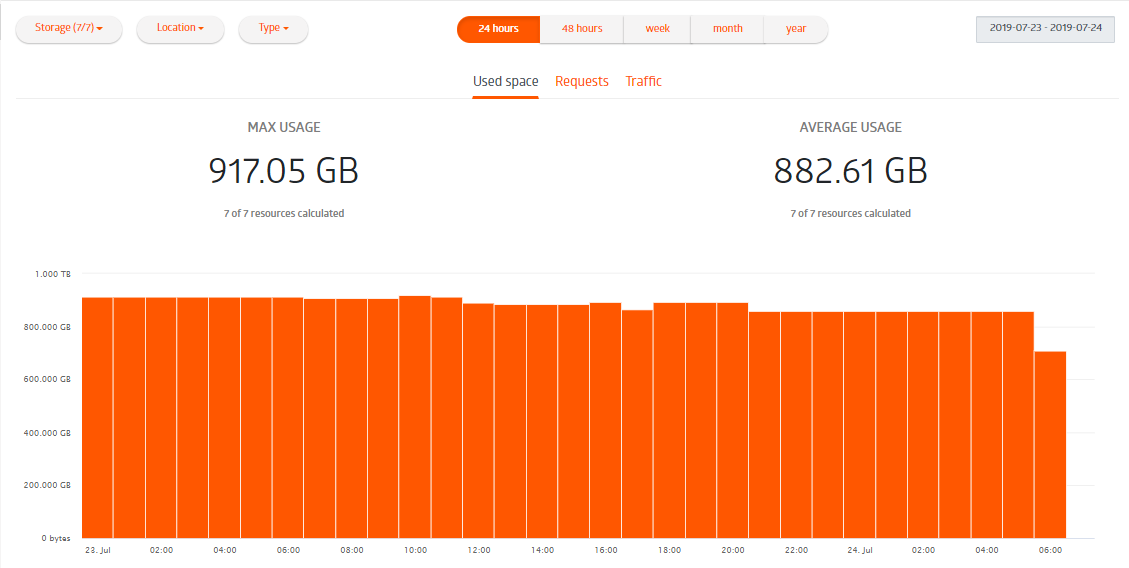 Storage (7/7) Location Type 24 hours 48 hours week month year 2019-07-23 - 2019-07-24
Used space Requests Traffic
MAX USAGE AVERAGE USAGE
917.05 GB 882.61 GB
7 of 7 resources calculated 7 of 7 resources calculated
1.000 TB
800.000 GB
600.000 GB
400.000 GB
200.000 GB
0 bytes
23. Jul 02:00 04:00 06:00 08:00 10:00 12:00 14:00 16:00 18:00 20:00 22:00 24. Jul 02:00 04:00 06:00